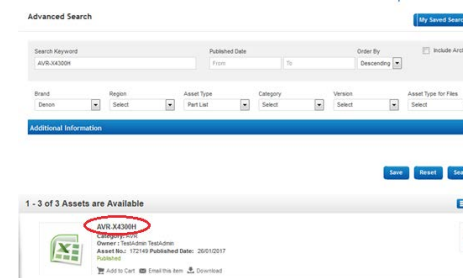 Advanced Search
My Saved Sear
Search Keyword
Published Date
Order By
Include Arc
AVR-X4300H
From
To
Descending
Brand
Region
Asset Type
Category
Version
Asset Type for Files
Denon
Select
Part List
Select
Select
Select
Additional Information
Save
Reset
Sea
1 - 3 of 3 Assets are Available
AVR-X4300H
Category: AVR
Owner : TestAdmin TestAdmin
Asset No.: 172149 Published Date: 26/01/2017
Published
Add to Cart Email this item Download